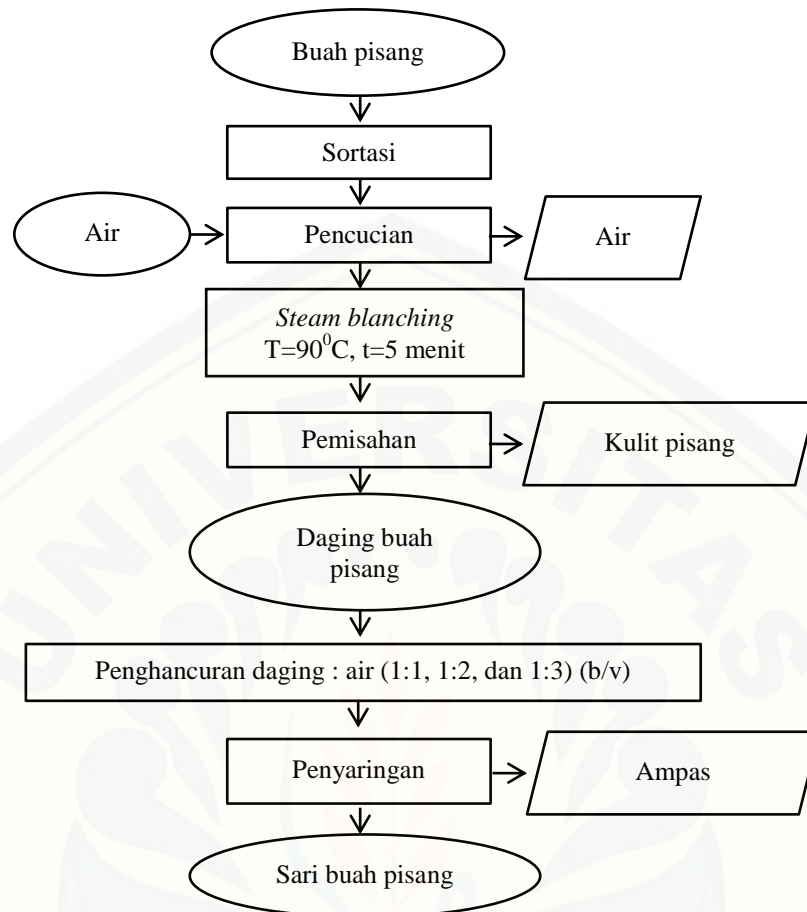 Buah pisang
Sortasi
Air
Pencucian
Air
Steam blanching
T=90⁰C, t=5 menit
Pemisahan
Kulit pisang
Daging buah
pisang
Penghancuran daging : air (1:1, 1:2, dan 1:3) (b/v)
Penyaringan
Ampas
Sari buah pisang
UNIVERSITAS